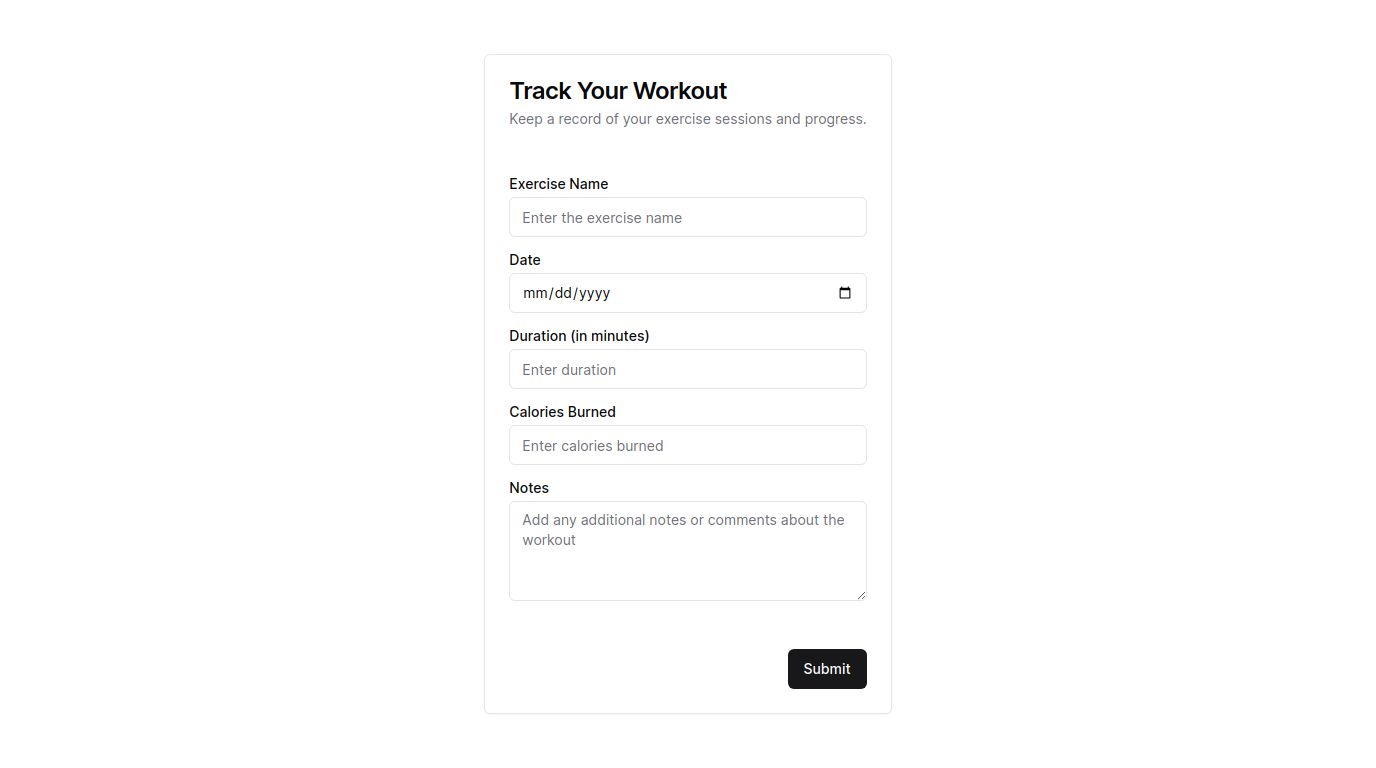 Track Your Workout
Keep a record of your exercise sessions and progress.
Exercise Name
Enter the exercise name
Date
mm/dd/yyyy
Duration (in minutes)
Enter duration
Calories Burned
Enter calories burned
Notes
Add any additional notes or comments about the
workout
Submit